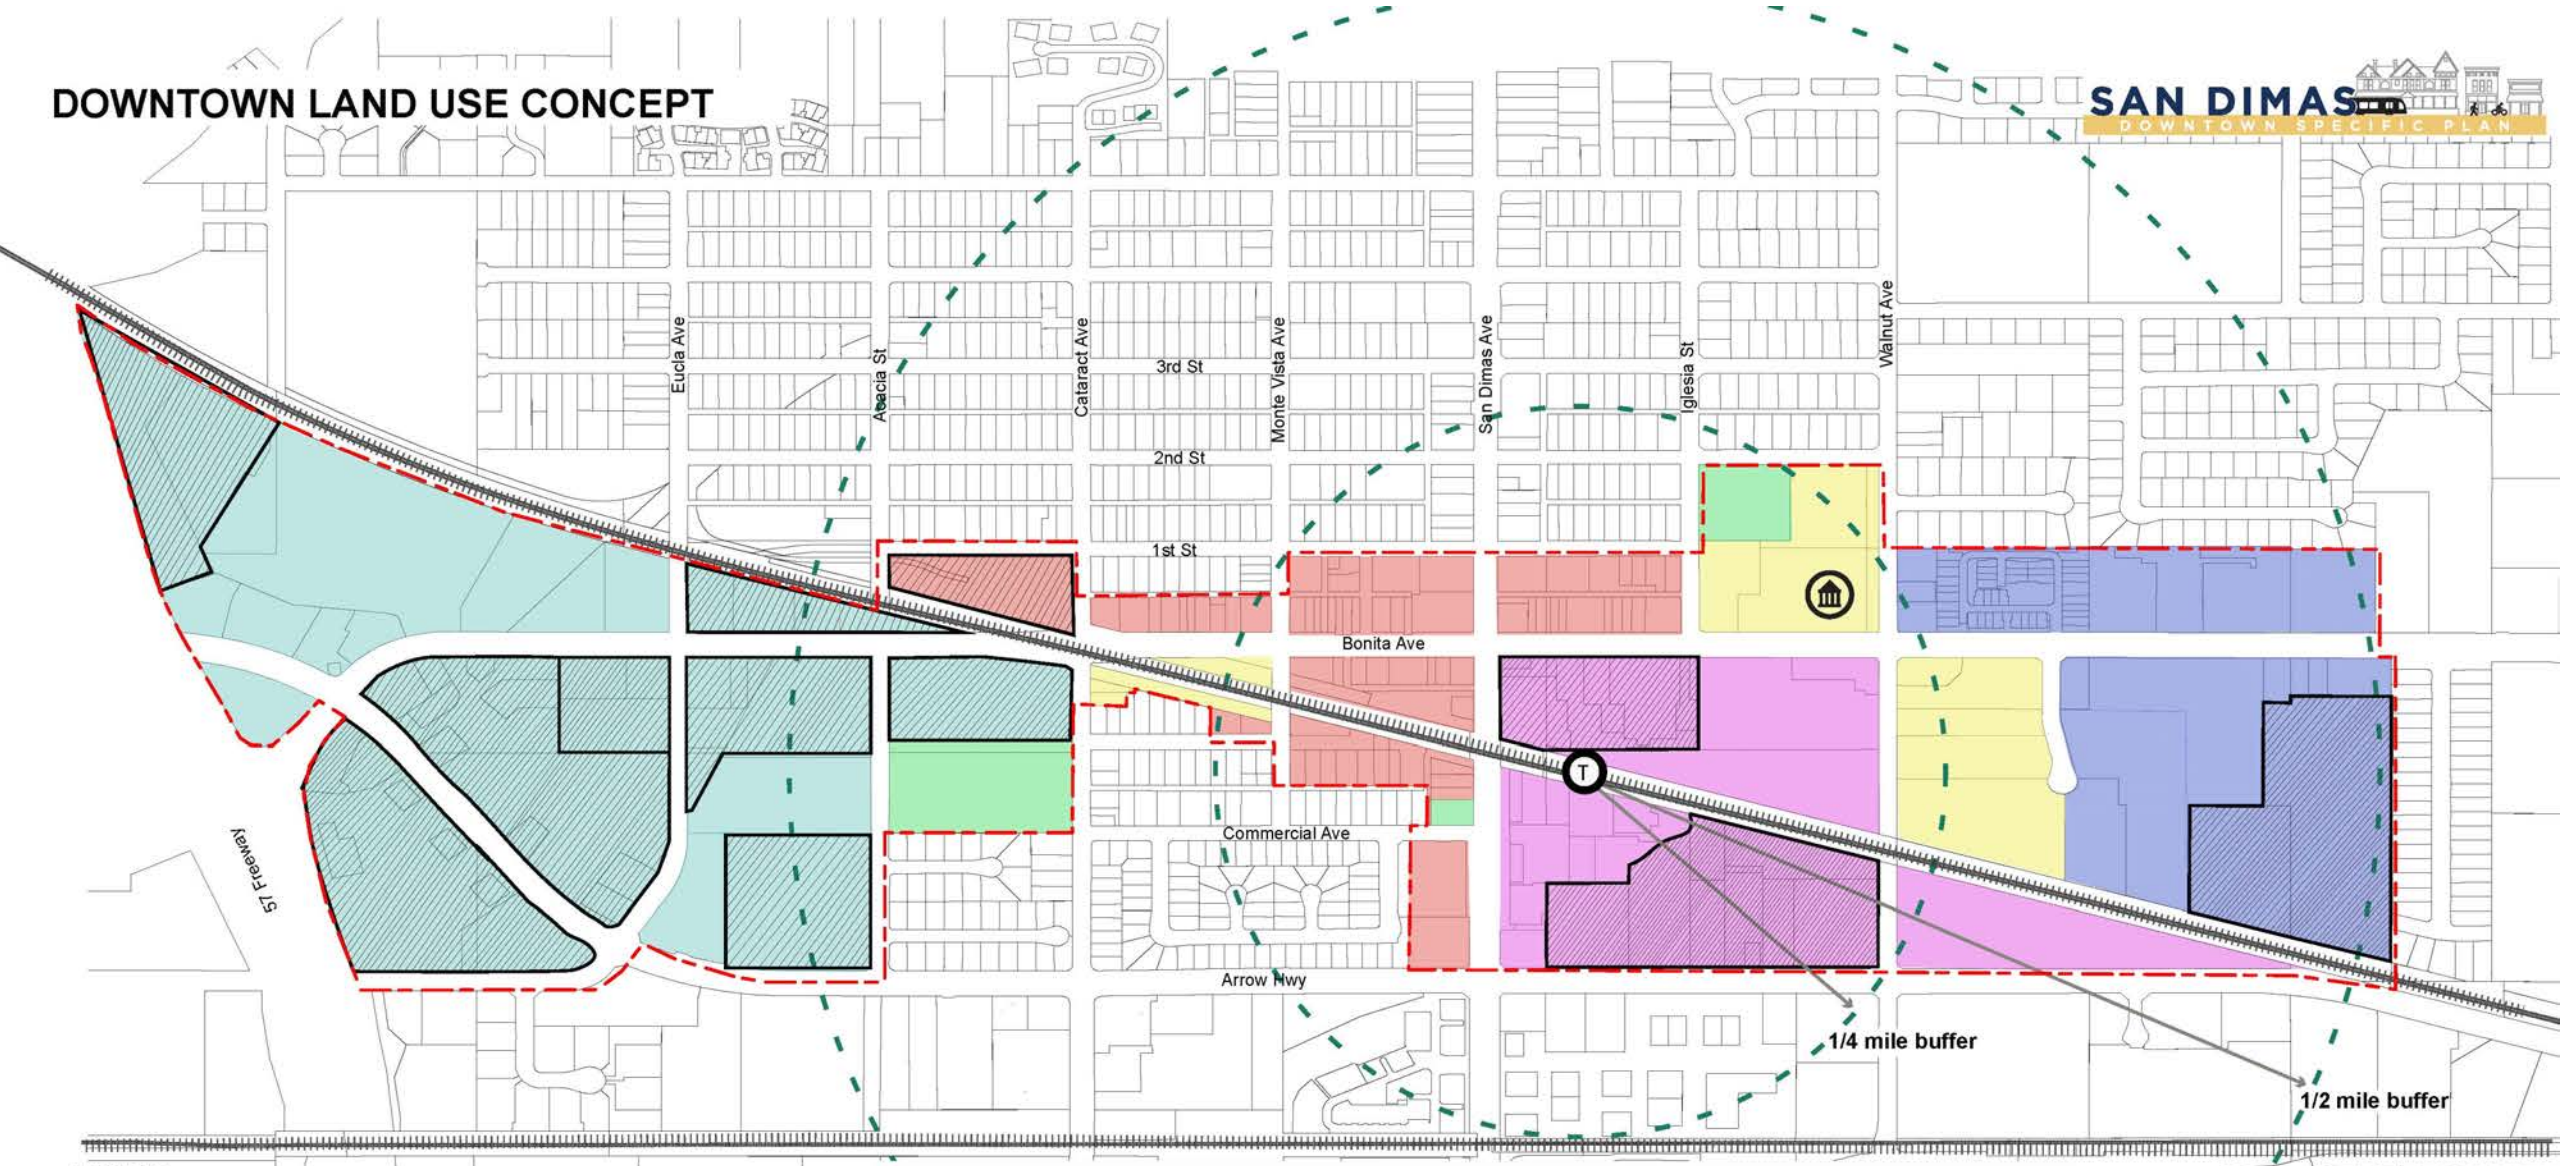 DOWNTOWN LAND USE CONCEPT
SAN DIMAS
DOWNTOWN SPECIFIC PLAN
Eucla Ave
Acacia St
Cataract Ave
Monte Vista Ave
San Dimas Ave
Iglesia St
Walnut Ave
3rd St
2nd St
1st St
Bonita Ave
T
Commercial Ave
57 Freeway
Arrow Hwy
1/4 mile buffer
1/2 mile buffer